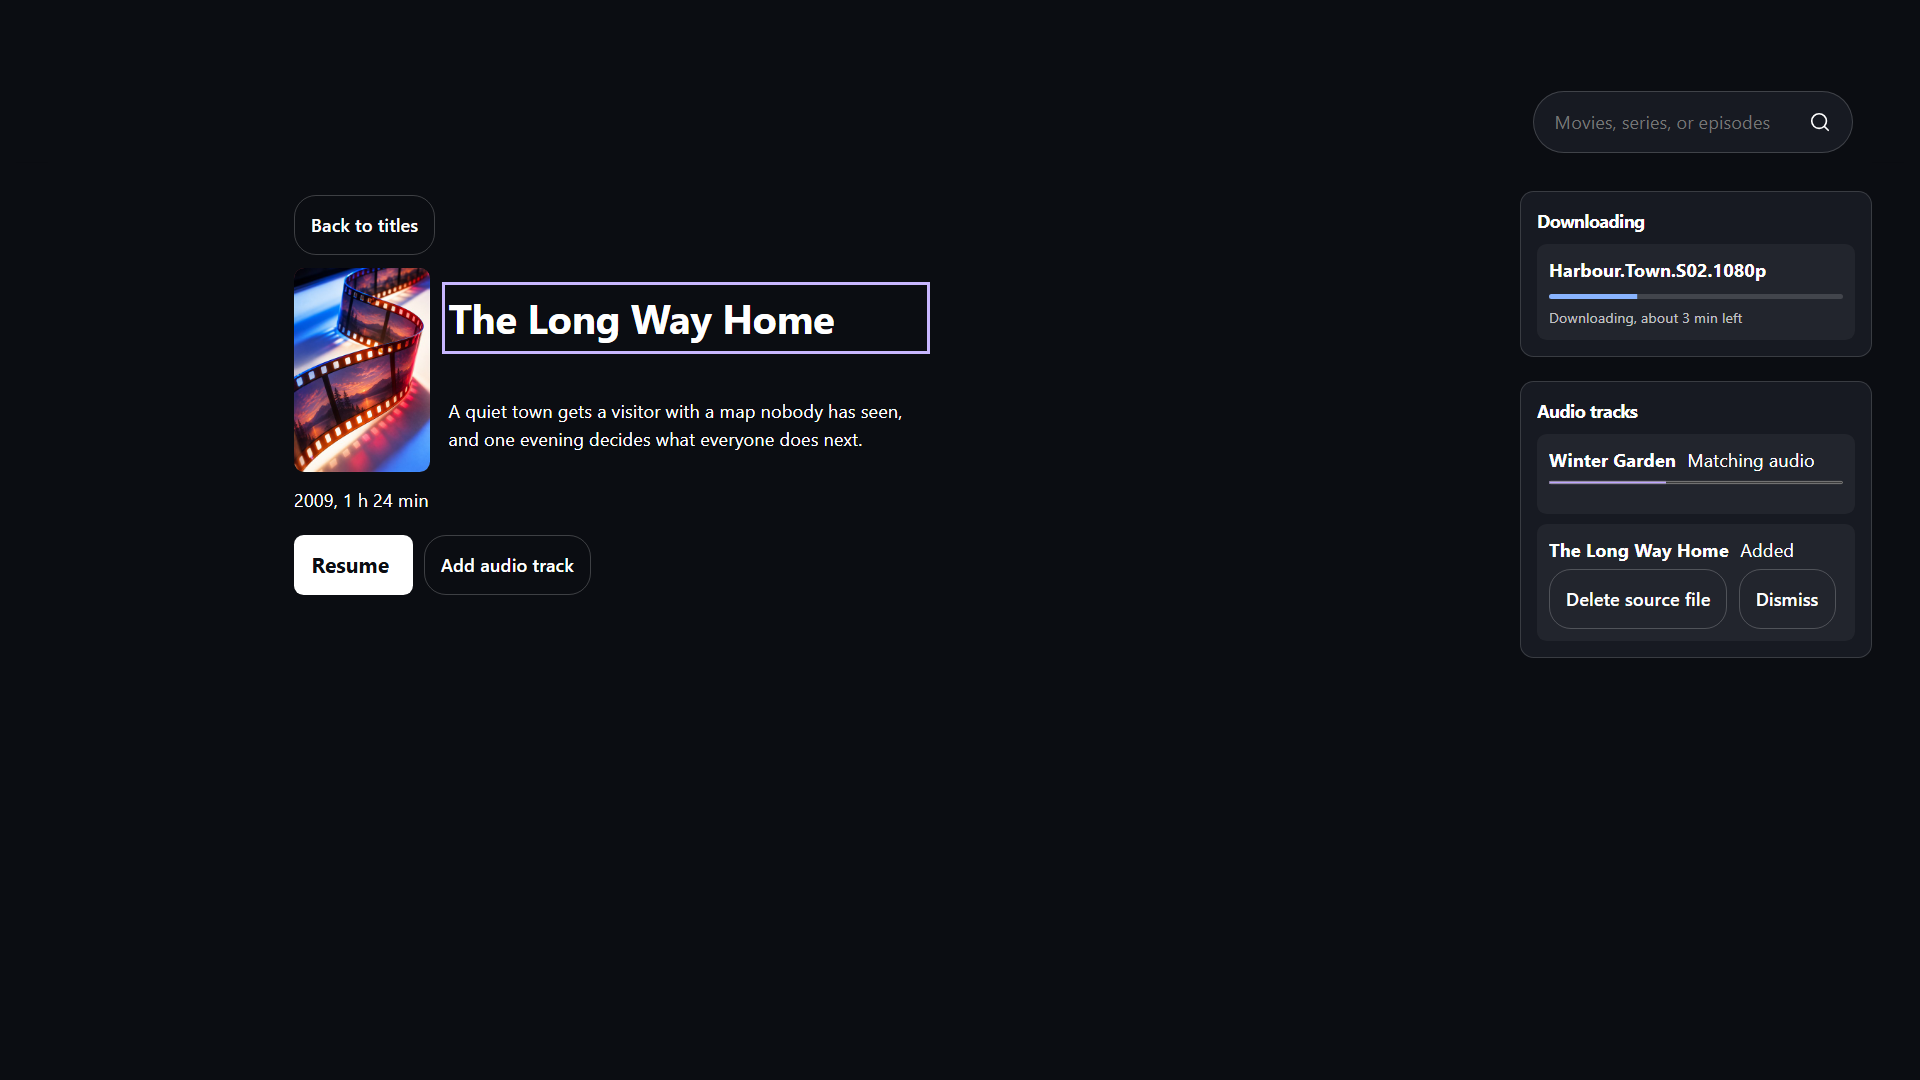 Movies, series, or episodes
Back to titles
The Long Way Home
A quiet town gets a visitor with a map nobody has seen,
and one evening decides what everyone does next.
2009, 1 h 24 min
Resume
Add audio track
Downloading
Harbour.Town.S02.1080p
Downloading, about 3 min left
Audio tracks
Winter Garden Matching audio
The Long Way Home Added
Delete source file
Dismiss